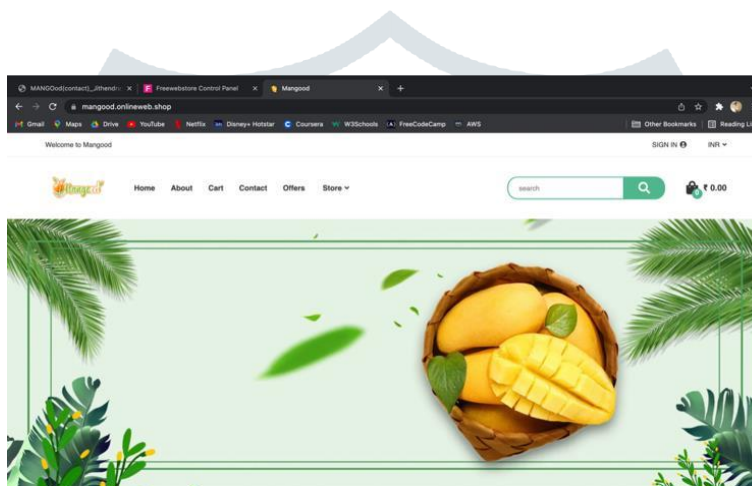 MANGOod(contact)_Jithendra Freewebstore Control Panel Mangood
mangood.onlineweb.shop
Gmail Maps Drive YouTube Netflix Disney+ Hotstar Coursera W3Schools FreeCodeCamp AWS Other Bookmarks Reading Li
Welcome to Mangood SIGN IN INR
Home About Cart Contact Offers Store search 0 ₹ 0.00